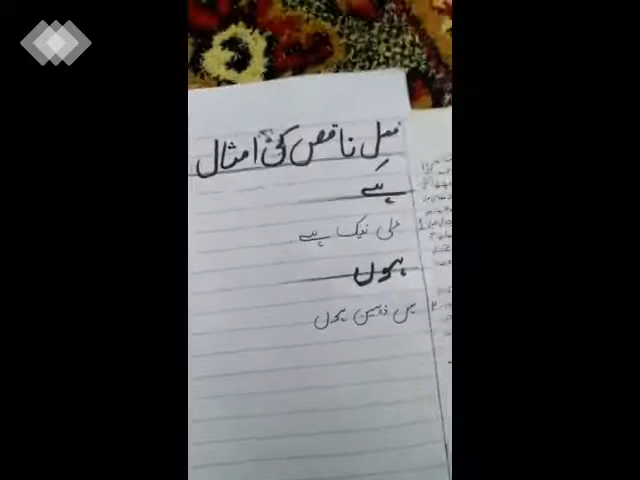 فعل ناقص کی امثال
ہے
علی نیک ہے
ہوں
میں ذہین ہوں